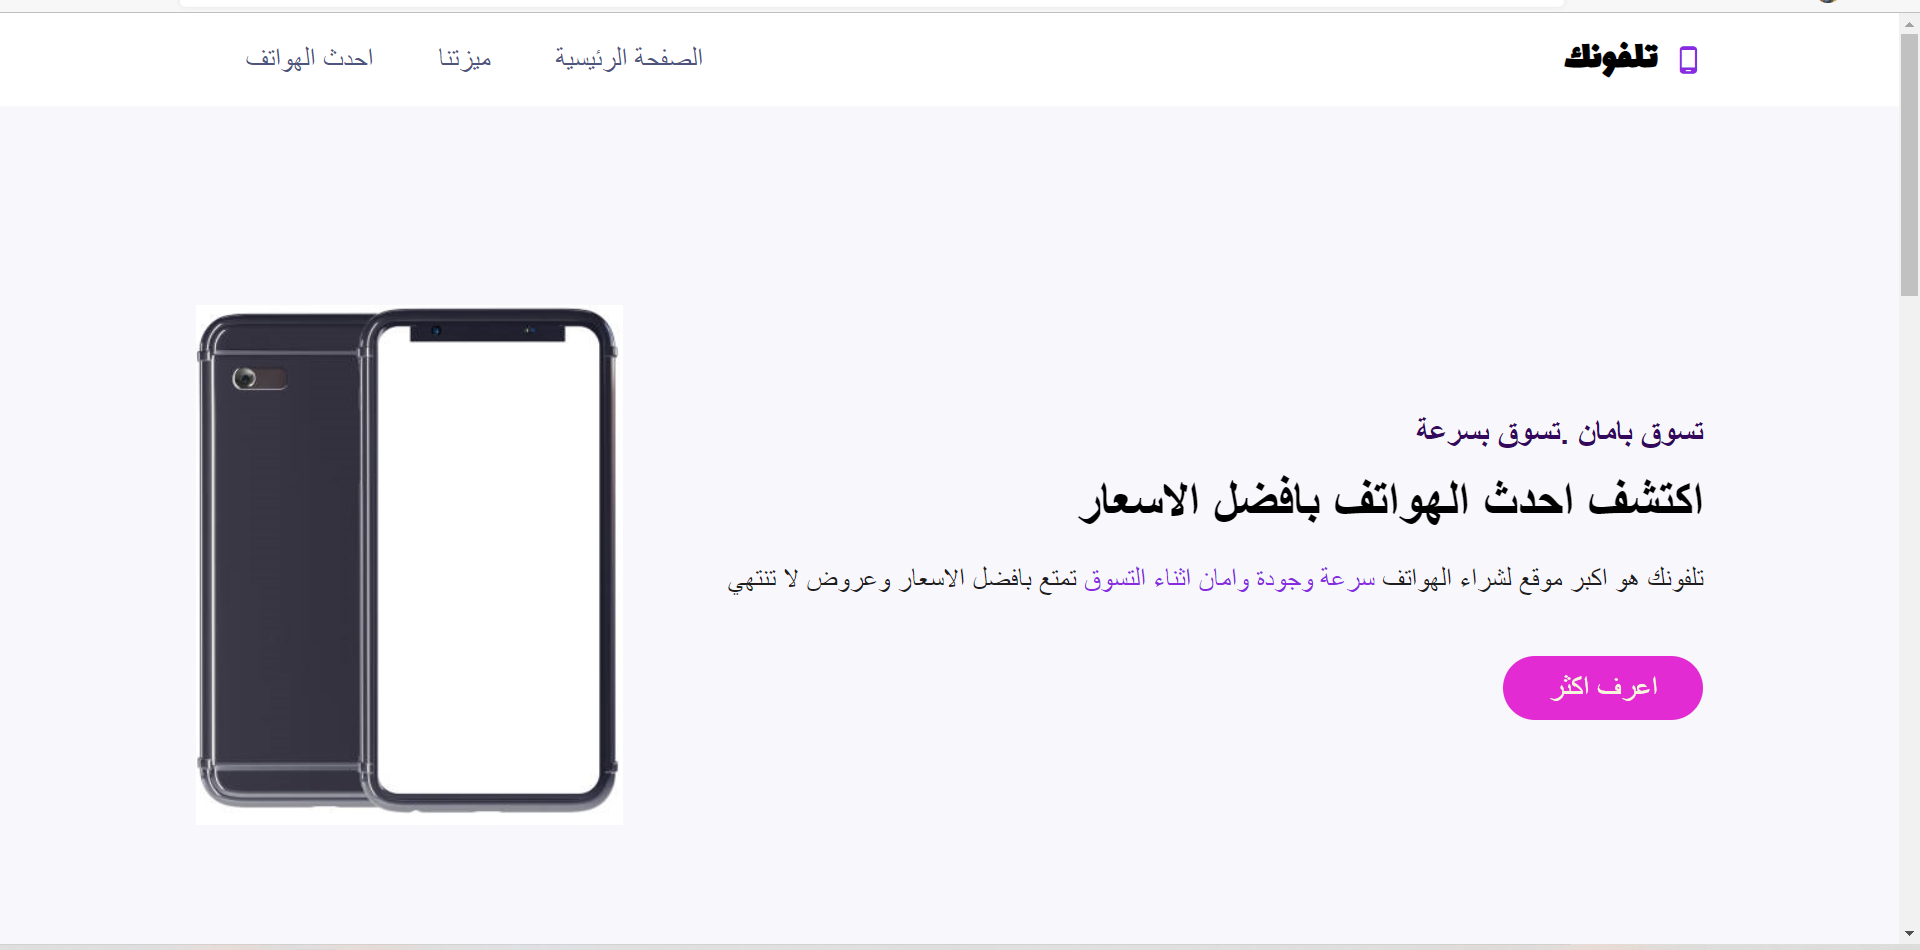 تلفونك
الصفحة الرئيسية ميزتنا احدث الهواتف
تسوق بامان .تسوق بسرعة
اكتشف احدث الهواتف بافضل الاسعار
تلفونك هو اكبر موقع لشراء الهواتف سرعة وجودة وامان اثناء التسوق تمتع بافضل الاسعار وعروض لا تنتهي
اعرف اكثر